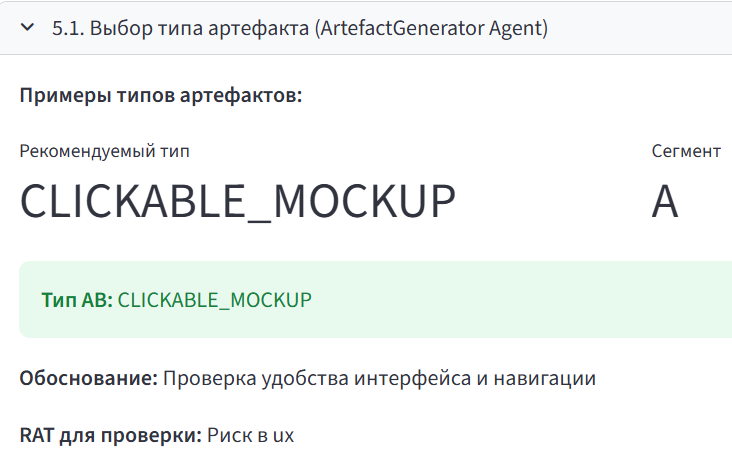 5.1. Выбор типа артефакта (ArtefactGenerator Agent)
Примеры типов артефактов:
Рекомендуемый тип
Сегмент
CLICKABLE_MOCKUP
A
Тип АВ: CLICKABLE_MOCKUP
Обоснование: Проверка удобства интерфейса и навигации
RAT для проверки: Риск в ux